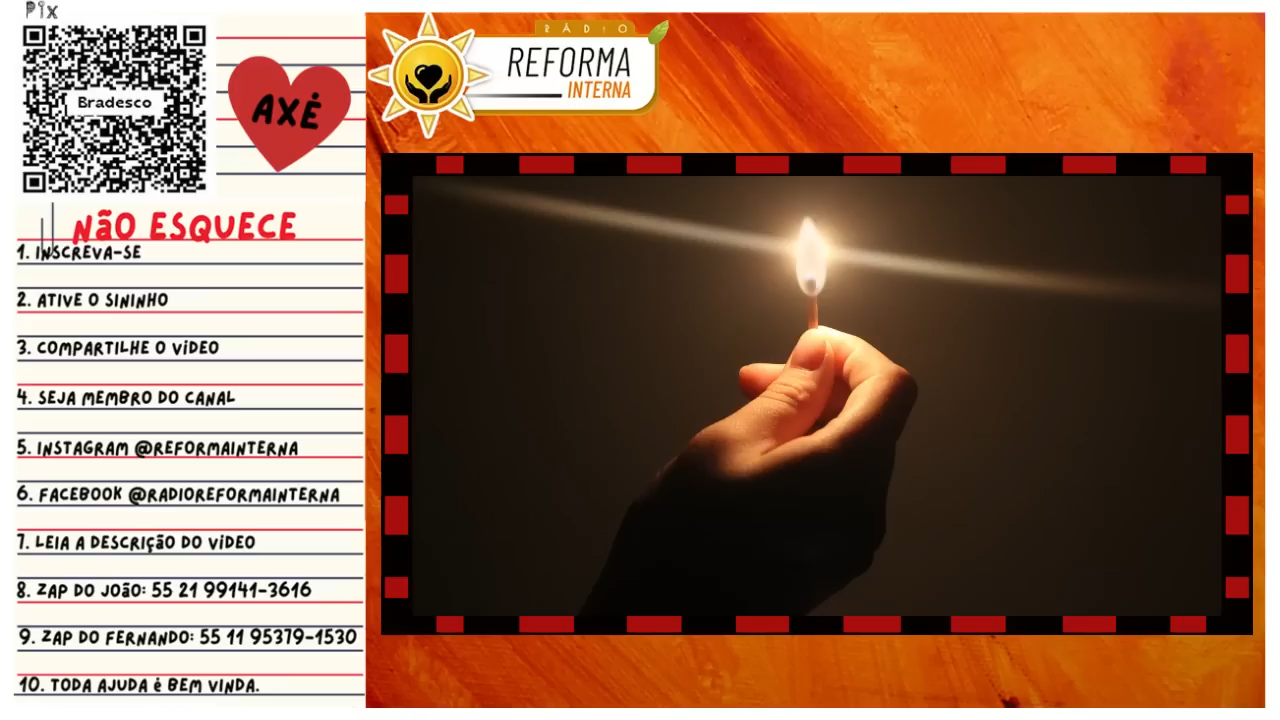 Pix
Bradesco
AXÉ
NÃO ESQUECE
1. INSCREVA-SE
2. ATIVE O SININHO
3. COMPARTILHE O VÍDEO
4. SEJA MEMBRO DO CANAL
5. INSTAGRAM @REFORMAINTERNA
6. FACEBOOK @RADIOREFORMAINTERNA
7. LEIA A DESCRIÇÃO DO VÍDEO
8. ZAP DO JOÃO: 55 21 99141-3616
9. ZAP DO FERNANDO: 55 11 95379-1530
10. TODA AJUDA É BEM VINDA.
RÁDIO
REFORMA
INTERNA